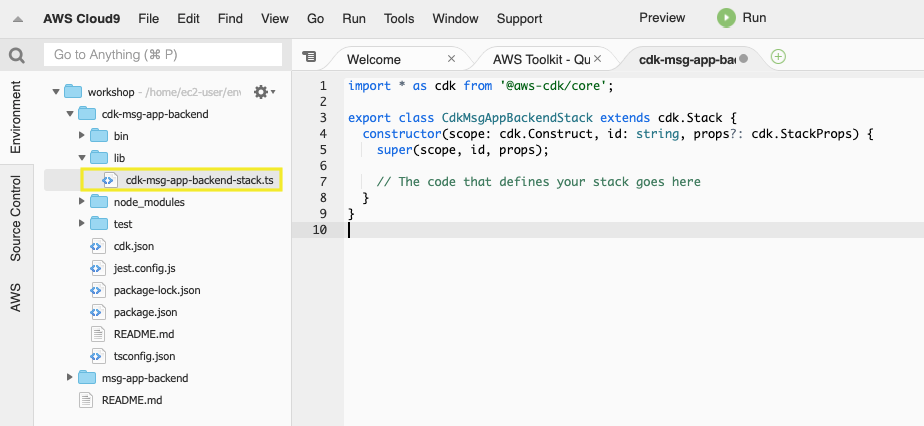 AWS Cloud9 File Edit Find View Go Run Tools Window Support Preview Run
Go to Anything (⌘ P)
Welcome × AWS Toolkit - Qu × cdk-msg-app-bac
Environment
Source Control
AWS
workshop - /home/ec2-user/env
cdk-msg-app-backend
bin
lib
cdk-msg-app-backend-stack.ts
node_modules
test
cdk.json
jest.config.js
package-lock.json
package.json
README.md
tsconfig.json
msg-app-backend
README.md
1 import * as cdk from '@aws-cdk/core';
2
3 export class CdkMsgAppBackendStack extends cdk.Stack {
4 constructor(scope: cdk.Construct, id: string, props?: cdk.StackProps) {
5 super(scope, id, props);
6
7 // The code that defines your stack goes here
8 }
9 }
10